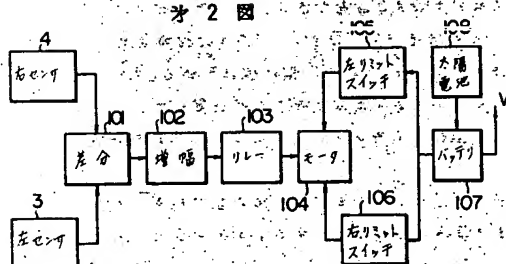 第 2 図
4
右センサ
101
差分
102
増幅
103
リレー
104
モータ
105
左リミット
スイッチ
108
太陽
電池
V
バッテリ
107
106
右リミット
スイッチ
3
左センサ